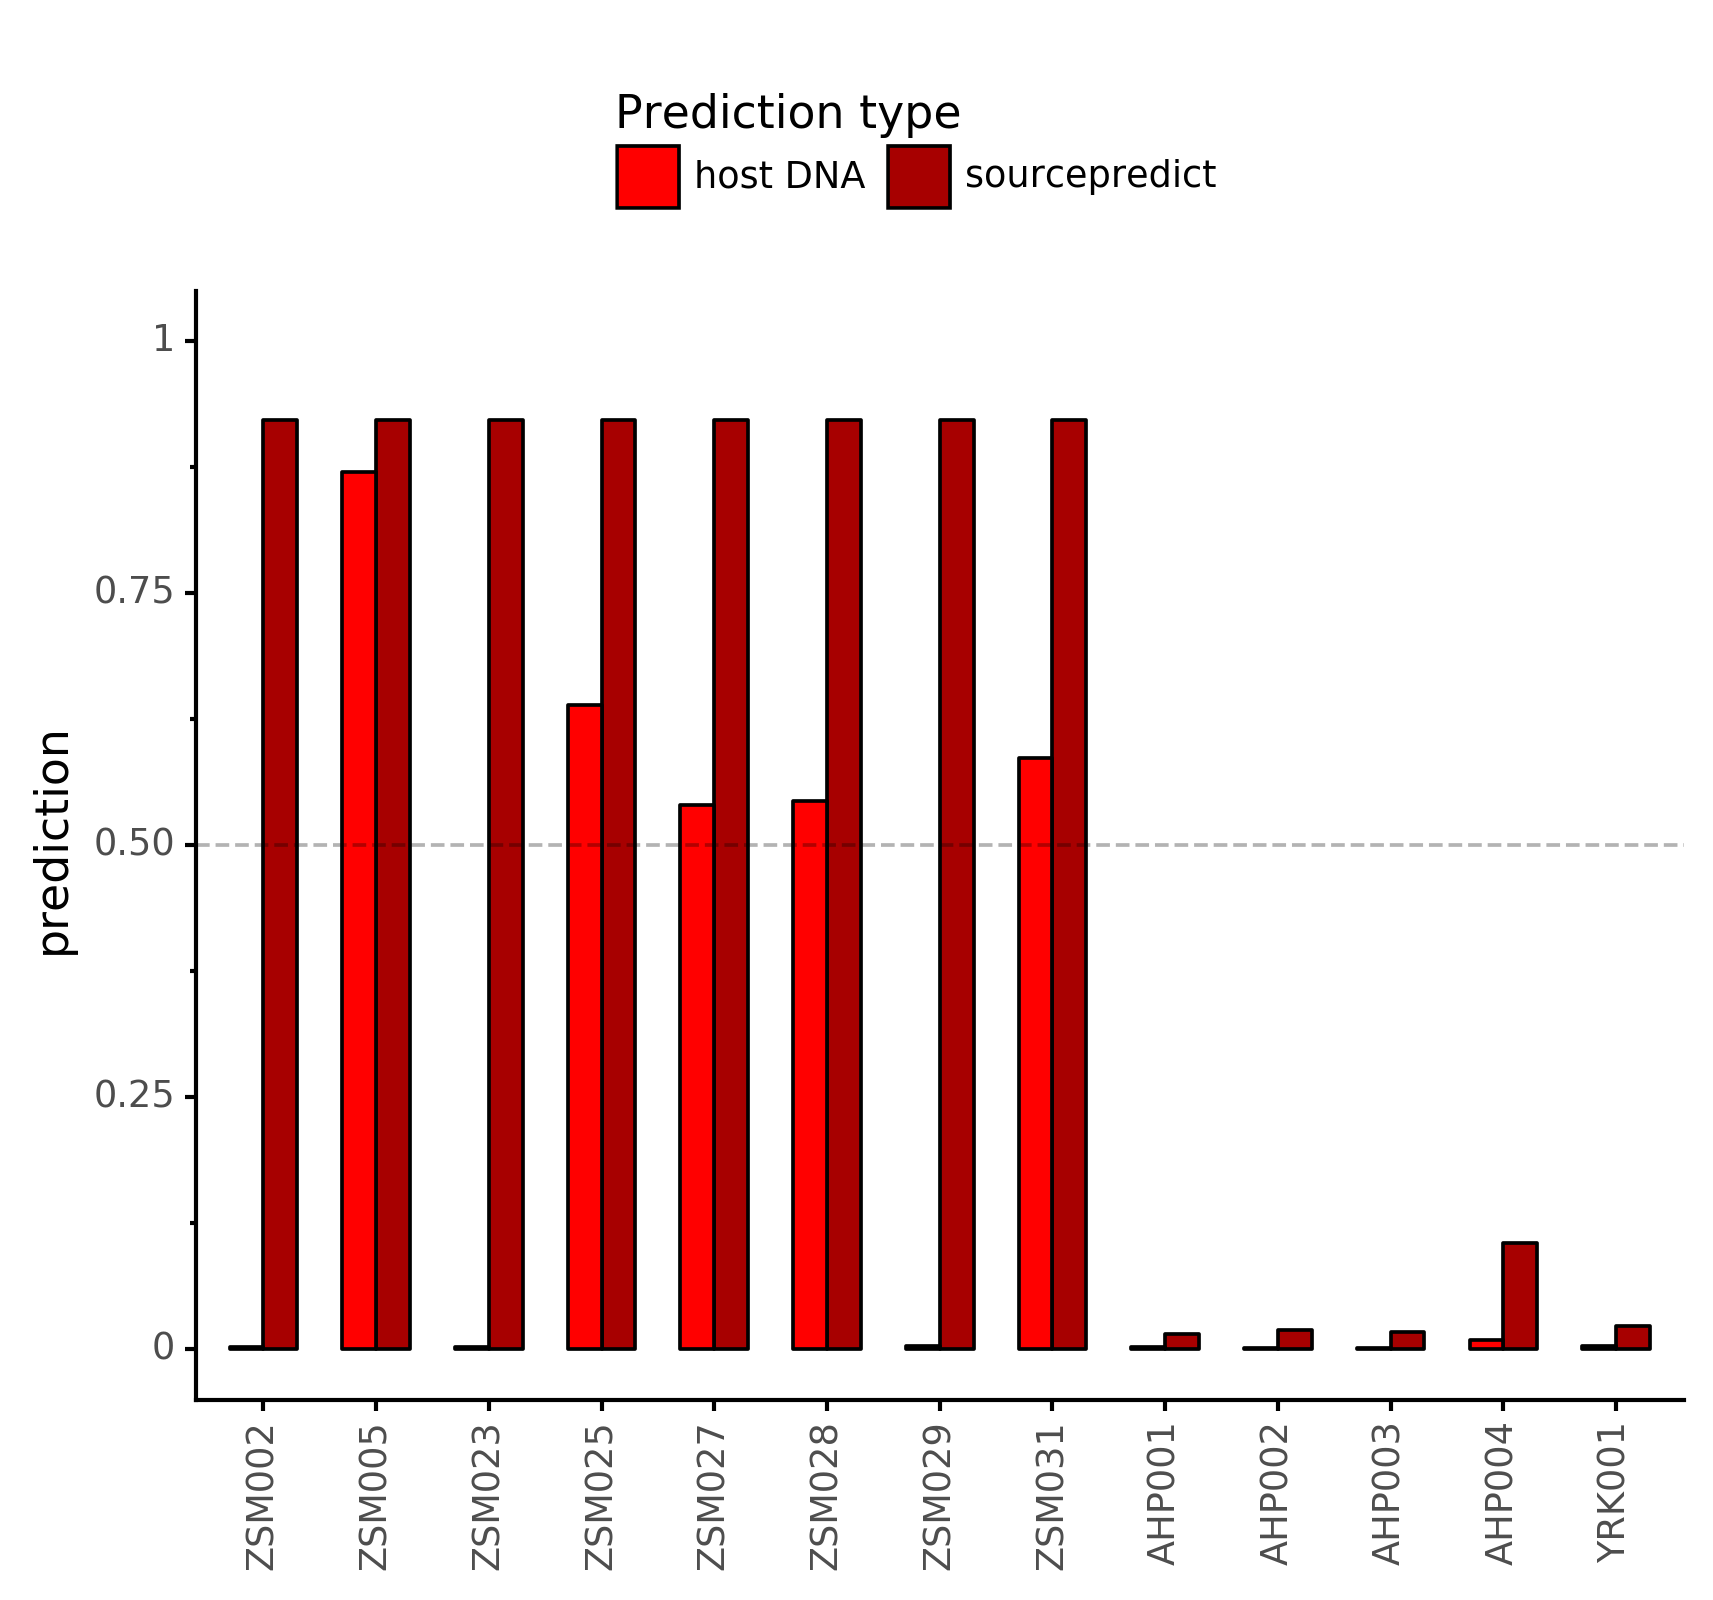 Prediction type
host DNA sourcepredict
1
0.75
0.50
0.25
0
prediction
ZSM002
ZSM005
ZSM023
ZSM025
ZSM027
ZSM028
ZSM029
ZSM031
AHP001
AHP002
AHP003
AHP004
YRK001